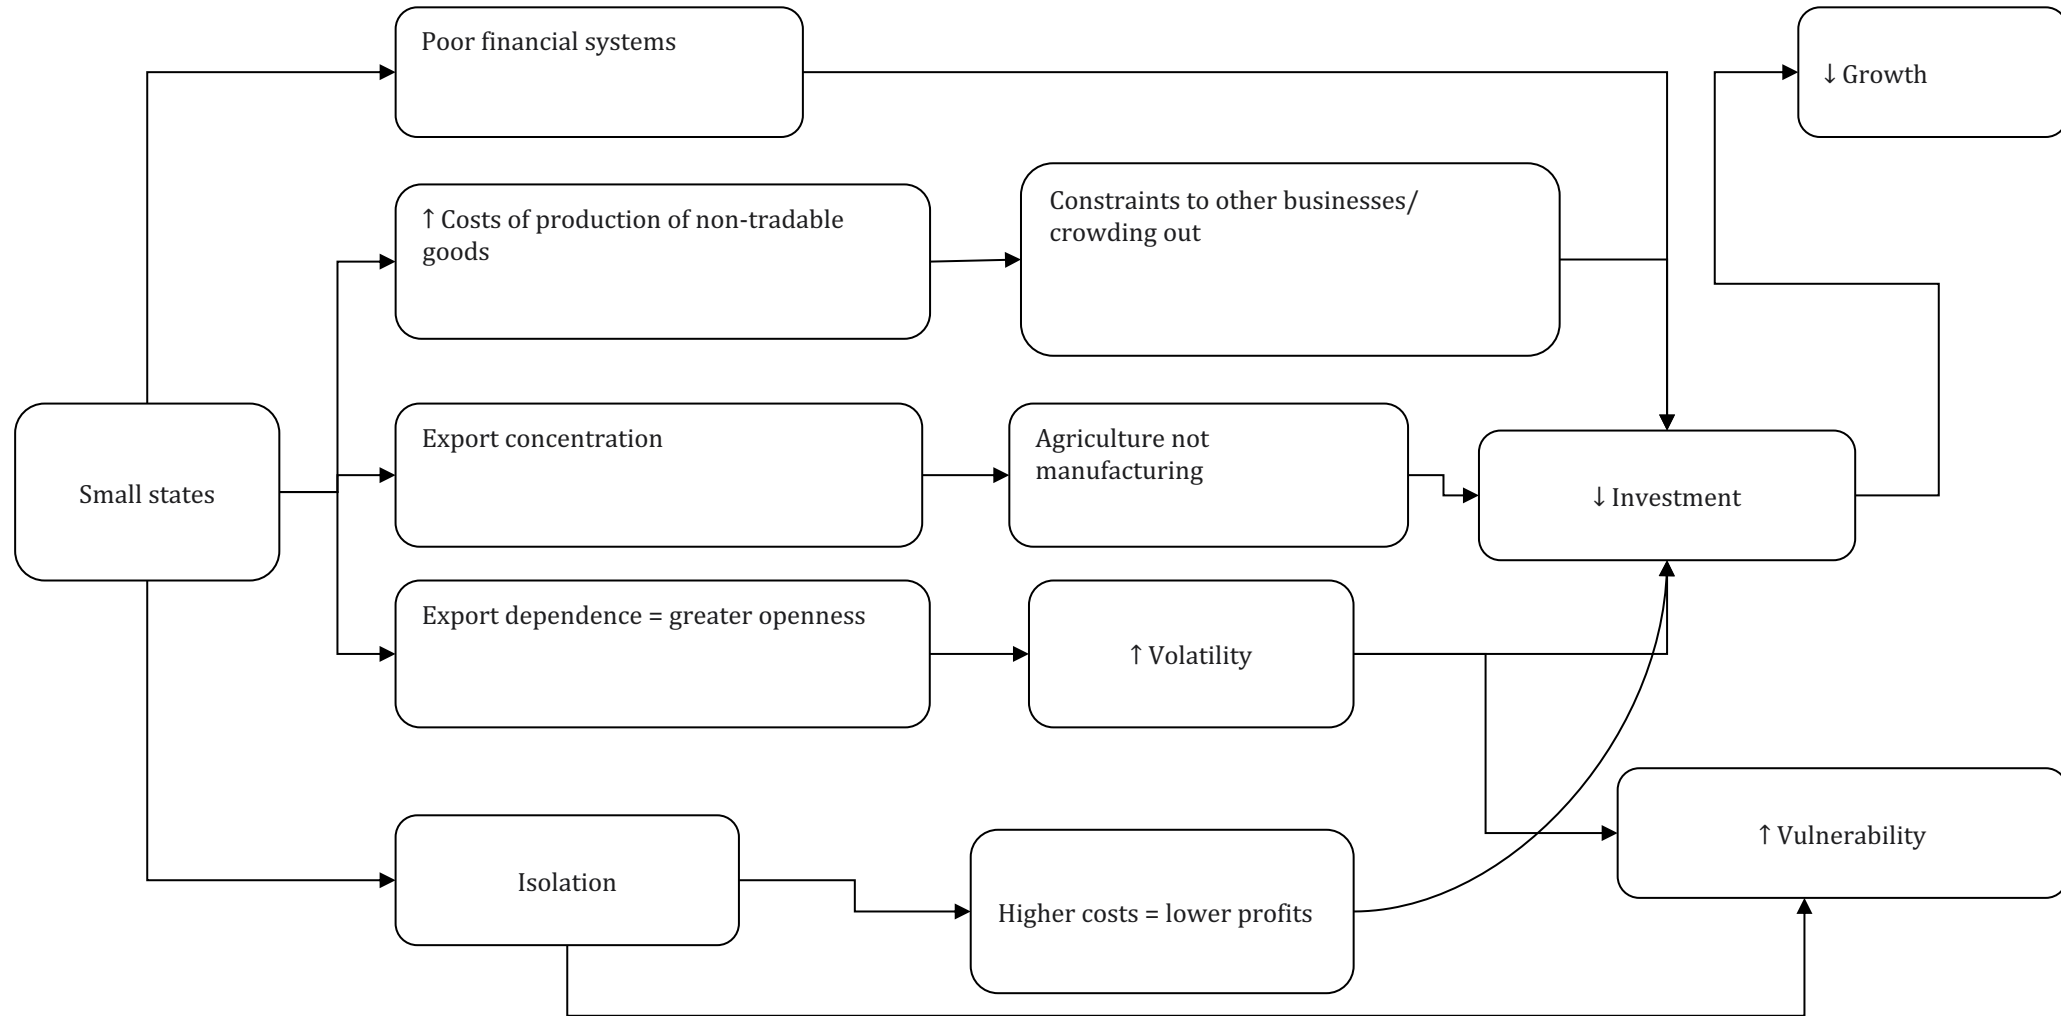 Poor financial systems
↓ Growth
↑ Costs of production of non-tradable
goods
Constraints to other businesses/
crowding out
Small states
Export concentration
Agriculture not
manufacturing
↓ Investment
Export dependence = greater openness
↑ Volatility
Isolation
Higher costs = lower profits
↑ Vulnerability